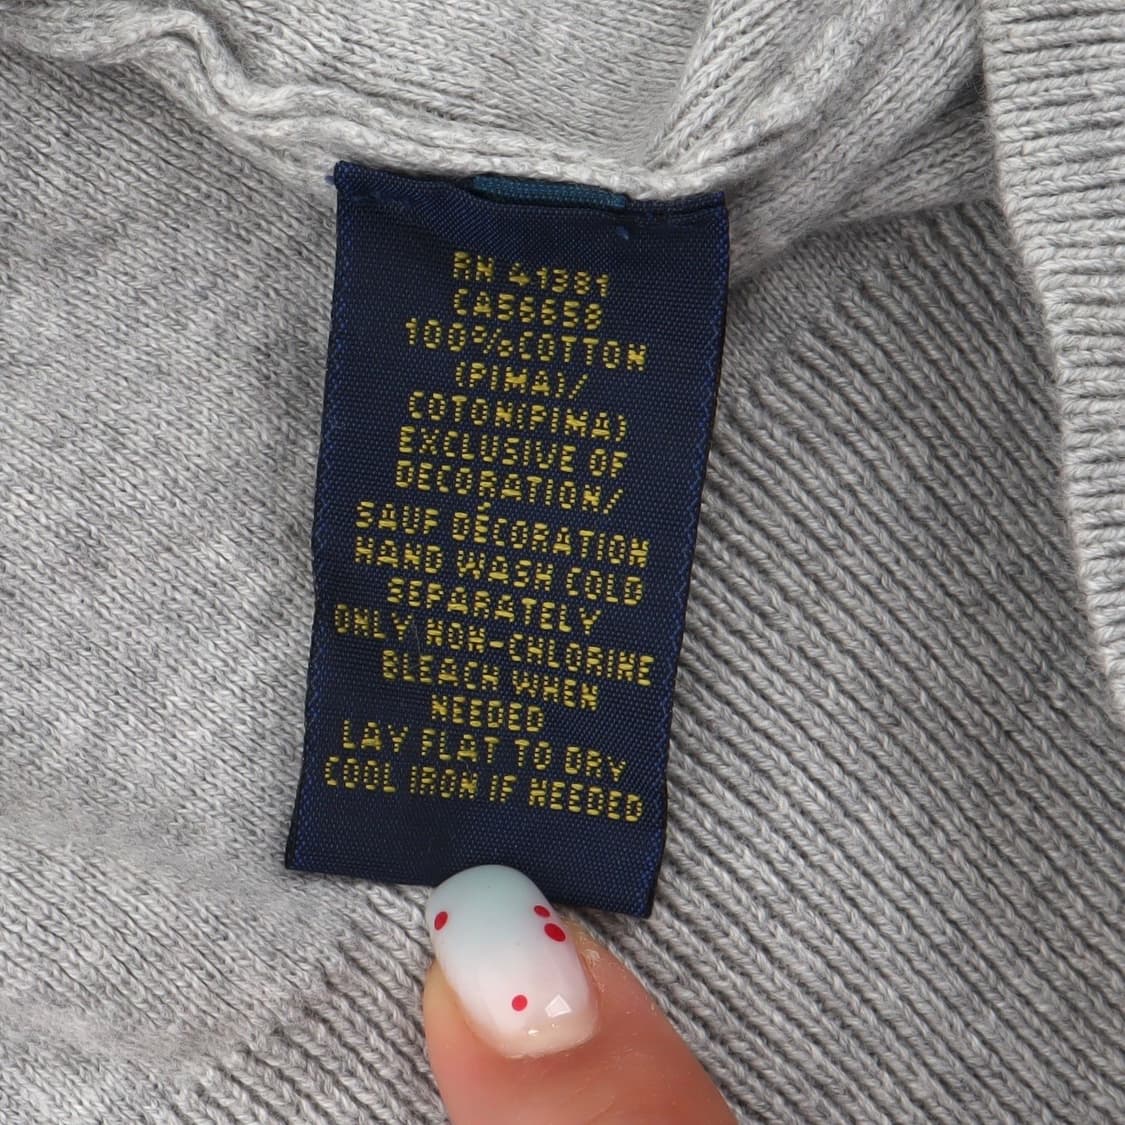 RN 41381
CA56658
100%COTTON
(PIMA)/
COTON(PIMA)
EXCLUSIVE OF
DECORATION/
SAUF DÉCORATION
HAND WASH COLD
SEPARATELY
ONLY NON-CHLORINE
BLEACH WHEN
NEEDED
LAY FLAT TO DRY
COOL IRON IF NEEDED